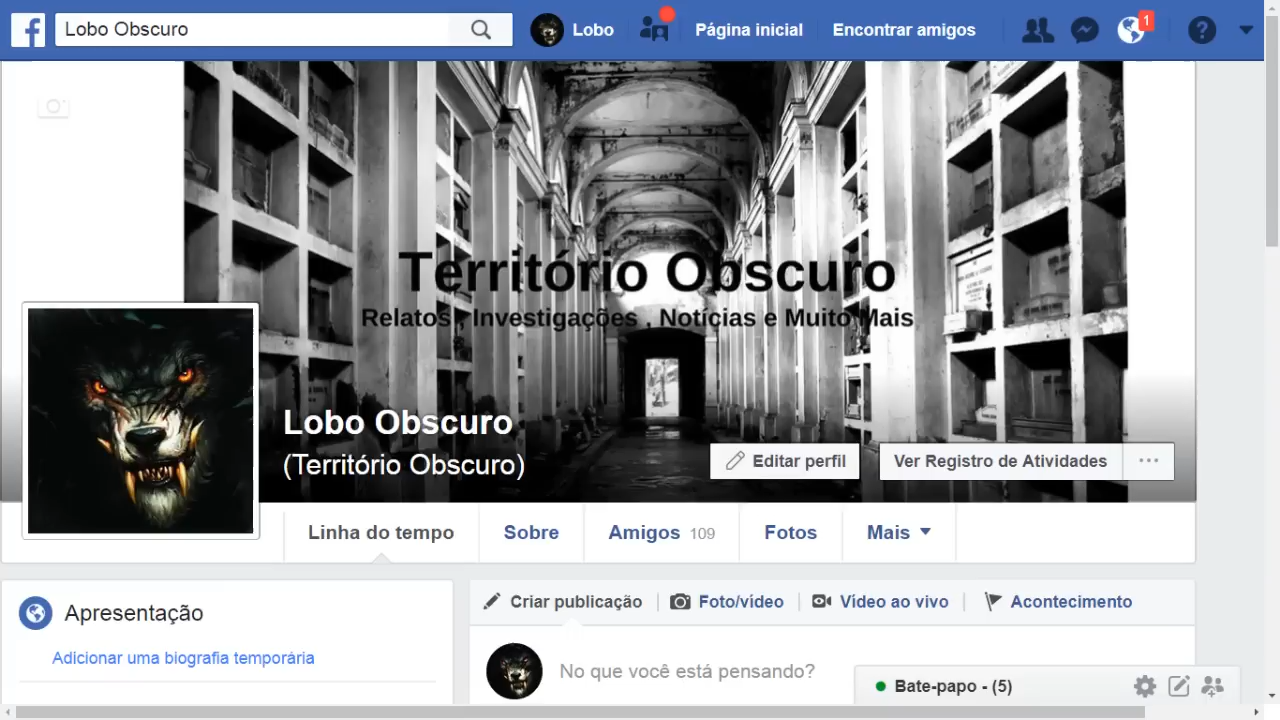 Lobo Obscuro
Lobo
Página inicial
Encontrar amigos
1
Território Obscuro
Relatos , Investigações , Notícias e Muito Mais
Lobo Obscuro
(Território Obscuro)
Editar perfil
Ver Registro de Atividades
Linha do tempo
Sobre
Amigos 109
Fotos
Mais
Apresentação
Adicionar uma biografia temporária
Criar publicação
Foto/vídeo
Vídeo ao vivo
Acontecimento
No que você está pensando?
Bate-papo - (5)